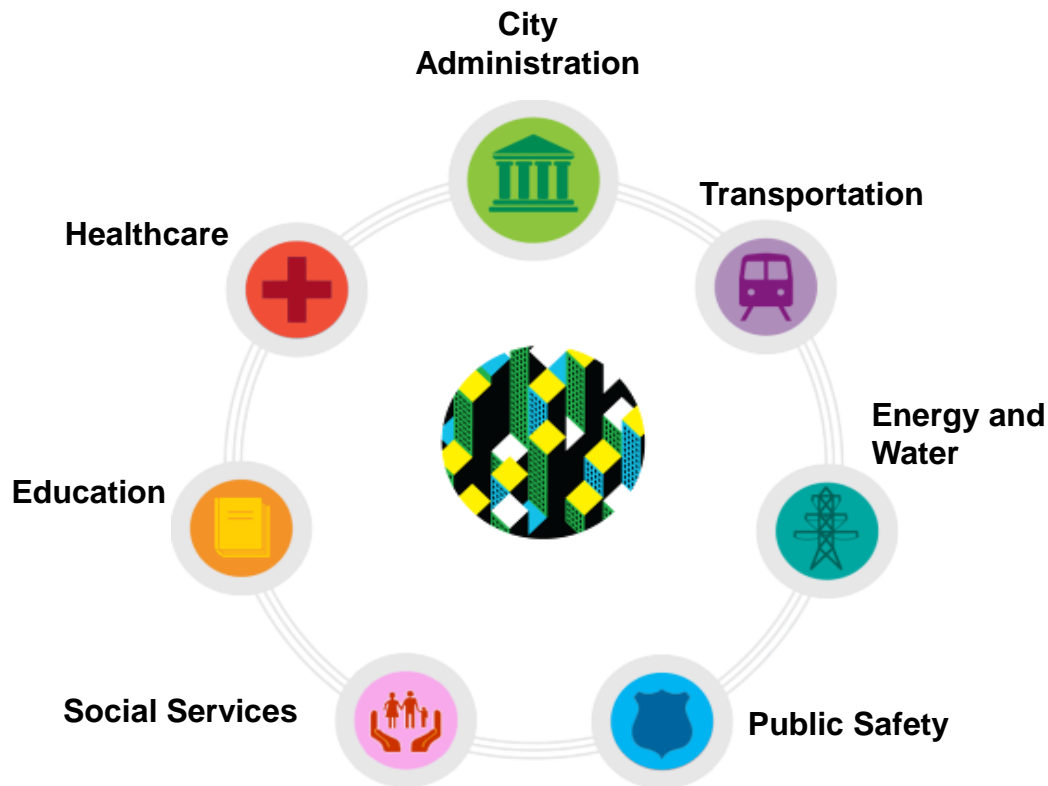 City
Administration
Transportation
Healthcare
Energy and
Water
Education
Social Services
Public Safety